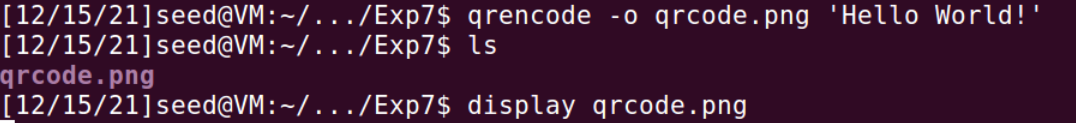 [12/15/21]seed@VM:~/.../Exp7$ qrencode -o qrcode.png 'Hello World!'
[12/15/21]seed@VM:~/.../Exp7$ ls
qrcode.png
[12/15/21]seed@VM:~/.../Exp7$ display qrcode.png